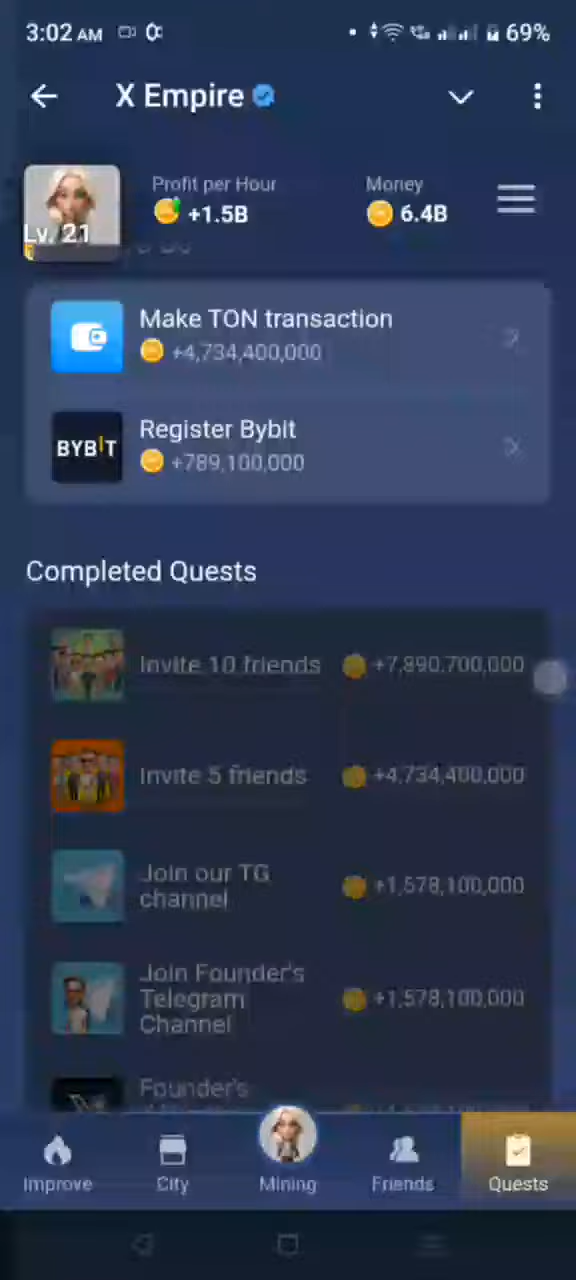 3:02 AM
69%
X Empire
Profit per Hour
Money
+1.5B
6.4B
Lv. 21
Make TON transaction
+4,734,400,000
BYBIT
Register Bybit
+789,100,000
Completed Quests
Invite 10 friends
+7,890,700,000
Invite 5 friends
+4,734,400,000
Join our TG
channel
+1,578,100,000
Join Founder's
Telegram
Channel
+1,578,100,000
Founder's
Improve
City
Mining
Friends
Quests